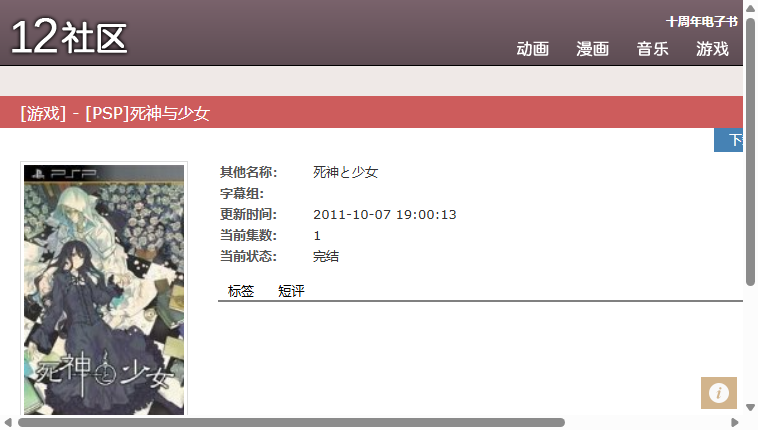 12社区
十周年电子书
动画 漫画 音乐 游戏
[游戏] - [PSP]死神与少女
其他名称: 死神と少女
字幕组:
更新时间: 2011-10-07 19:00:13
当前集数: 1
当前状态: 完结
标签 短评
PSP
死神と少女